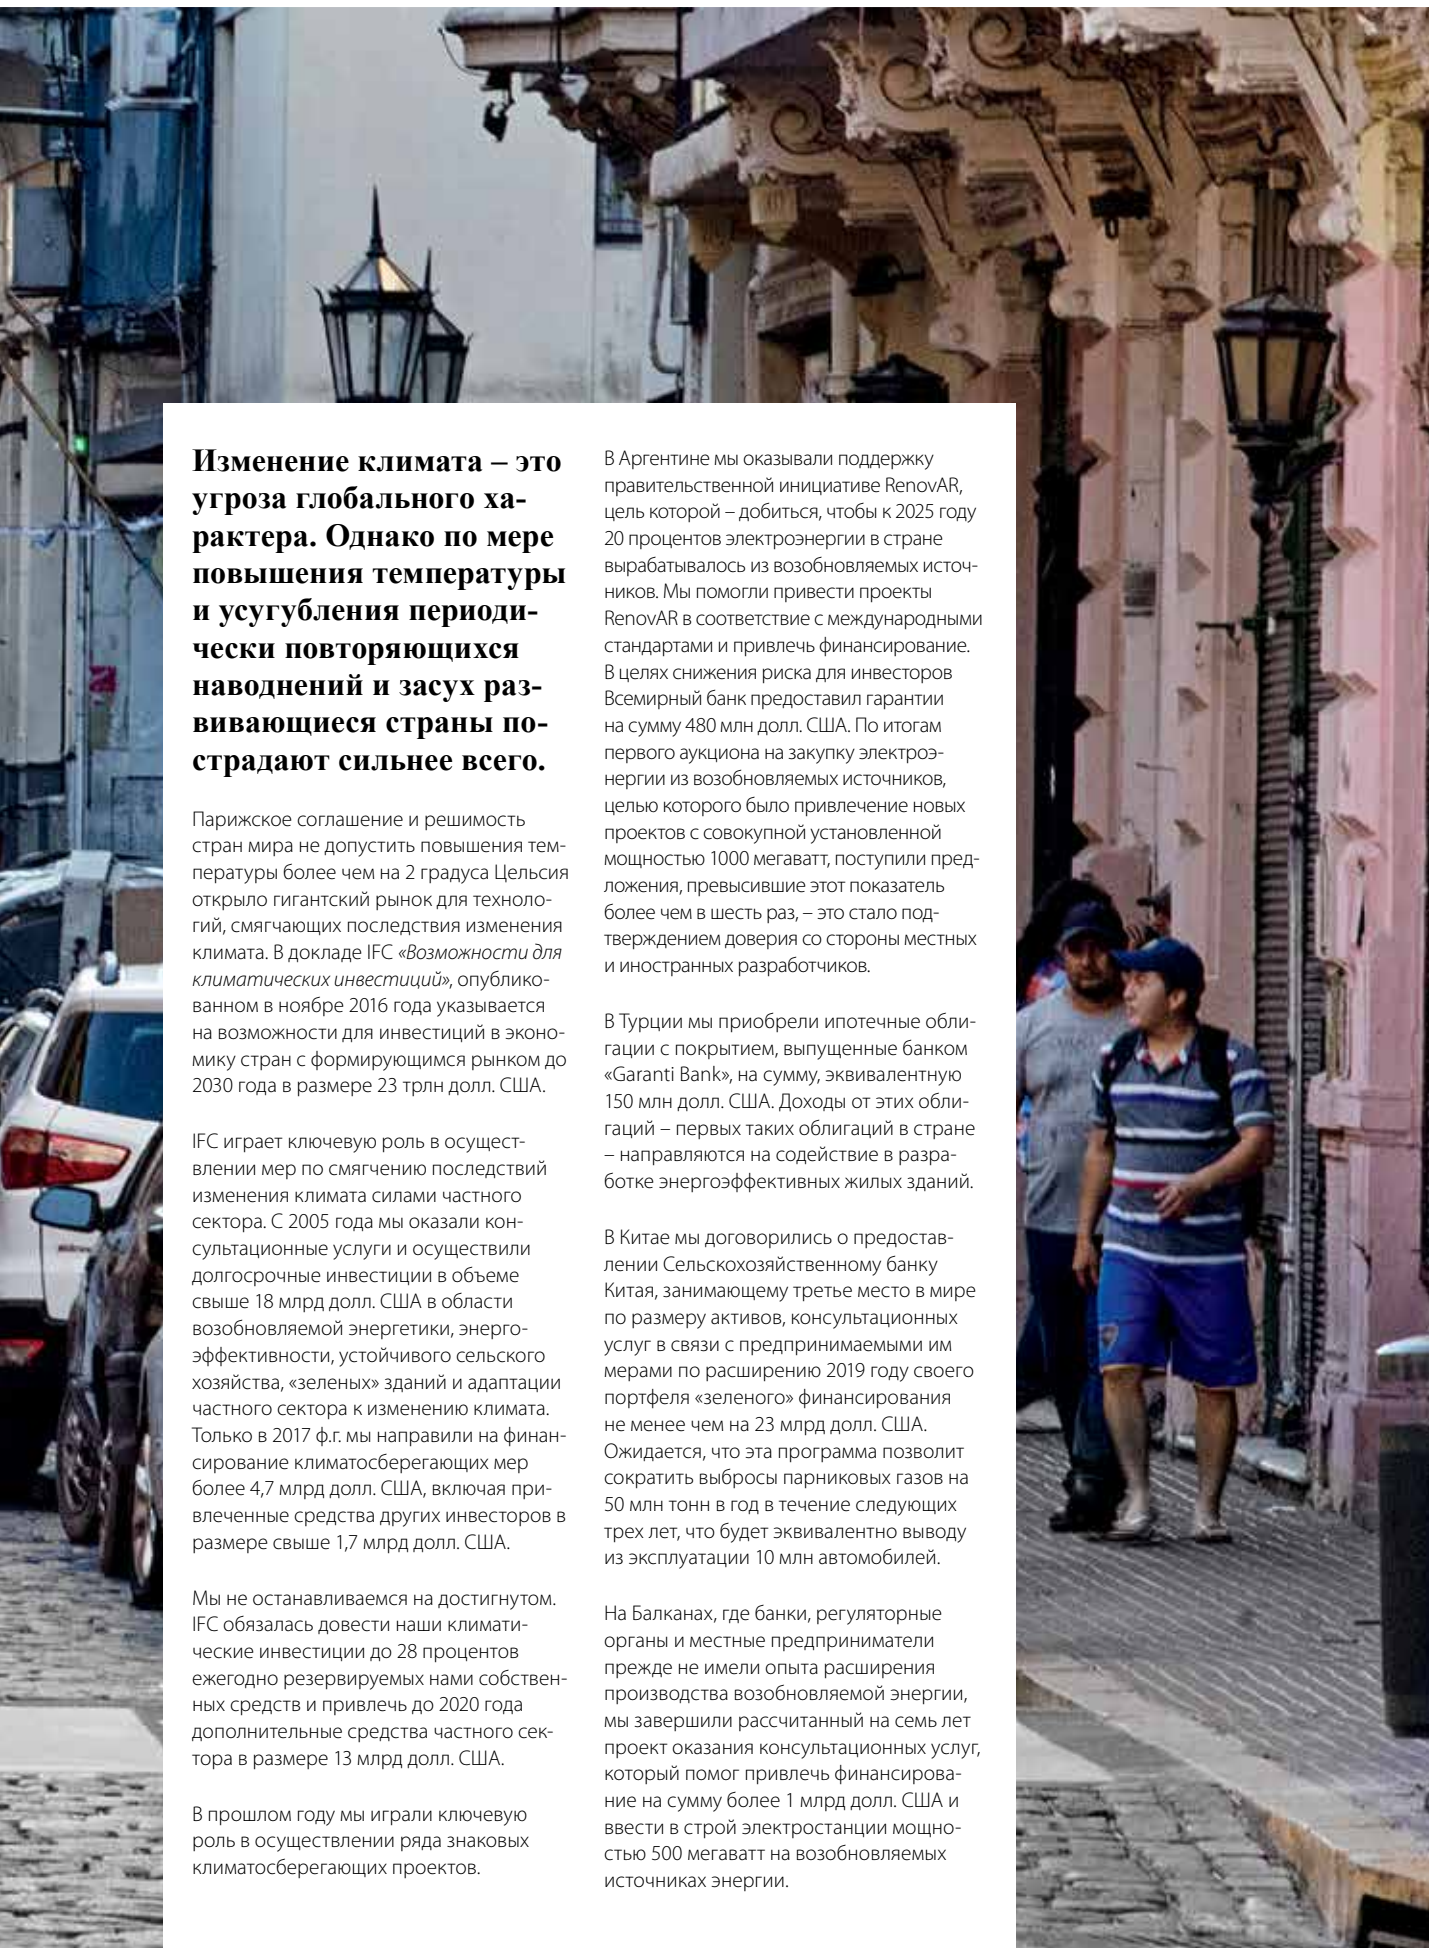 Изменение климата – это
угроза глобального ха-
рактера. Однако по мере
повышения температуры
и усугубления периоди-
чески повторяющихся
наводнений и засух раз-
вивающиеся страны по-
страдают сильнее всего.
Парижское соглашение и решимость
стран мира не допустить повышения тем-
пературы более чем на 2 градуса Цельсия
открыло гигантский рынок для техноло-
гий, смягчающих последствия изменения
климата. В докладе IFC «Возможности для
климатических инвестиций», опублико-
ванном в ноябре 2016 года указывается
на возможности для инвестиций в эконо-
мику стран с формирующимся рынком до
2030 года в размере 23 трлн долл. США.
IFC играет ключевую роль в осущест-
влении мер по смягчению последствий
изменения климата силами частного
сектора. С 2005 года мы оказали кон-
сультационные услуги и осуществили
долгосрочные инвестиции в объеме
свыше 18 млрд долл. США в области
возобновляемой энергетики, энерго-
эффективности, устойчивого сельского
хозяйства, «зеленых» зданий и адаптации
частного сектора к изменению климата.
Только в 2017 ф.г. мы направили на финан-
сирование климатосберегающих мер
более 4,7 млрд долл. США, включая при-
влеченные средства других инвесторов в
размере свыше 1,7 млрд долл. США.
Мы не останавливаемся на достигнутом.
IFC обязалась довести наши климати-
ческие инвестиции до 28 процентов
ежегодно резервируемых нами собствен-
ных средств и привлечь до 2020 года
дополнительные средства частного сек-
тора в размере 13 млрд долл. США.
В прошлом году мы играли ключевую
роль в осуществлении ряда знаковых
климатосберегающих проектов.
В Аргентине мы оказывали поддержку
правительственной инициативе RenovAR,
цель которой – добиться, чтобы к 2025 году
20 процентов электроэнергии в стране
вырабатывалось из возобновляемых источ-
ников. Мы помогли привести проекты
RenovAR в соответствие с международными
стандартами и привлечь финансирование.
В целях снижения риска для инвесторов
Всемирный банк предоставил гарантии
на сумму 480 млн долл. США. По итогам
первого аукциона на закупку электроэ-
нергии из возобновляемых источников,
целью которого было привлечение новых
проектов с совокупной установленной
мощностью 1000 мегаватт, поступили пред-
ложения, превысившие этот показатель
более чем в шесть раз, – это стало под-
тверждением доверия со стороны местных
и иностранных разработчиков.
В Турции мы приобрели ипотечные обли-
гации с покрытием, выпущенные банком
«Garanti Bank», на сумму, эквивалентную
150 млн долл. США. Доходы от этих обли-
гаций – первых таких облигаций в стране
– направляются на содействие в разра-
ботке энергоэффективных жилых зданий.
В Китае мы договорились о предостав-
лении Сельскохозяйственному банку
Китая, занимающему третье место в мире
по размеру активов, консультационных
услуг в связи с предпринимаемыми им
мерами по расширению 2019 году своего
портфеля «зеленого» финансирования
не менее чем на 23 млрд долл. США.
Ожидается, что эта программа позволит
сократить выбросы парниковых газов на
50 млн тонн в год в течение следующих
трех лет, что будет эквивалентно выводу
из эксплуатации 10 млн автомобилей.
На Балканах, где банки, регуляторные
органы и местные предприниматели
прежде не имели опыта расширения
производства возобновляемой энергии,
мы завершили рассчитанный на семь лет
проект оказания консультационных услуг,
который помог привлечь финансирова-
ние на сумму более 1 млрд долл. США и
ввести в строй электростанции мощно-
стью 500 мегаватт на возобновляемых
источниках энергии.